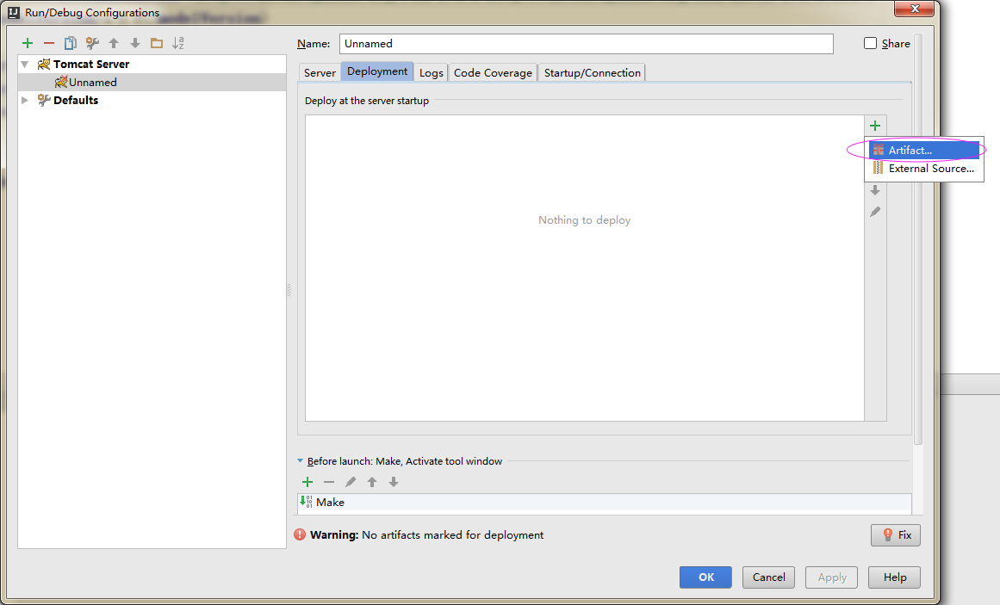 Run/Debug Configurations
Name: Unnamed Share
Tomcat Server
Unnamed
Defaults
Server Deployment Logs Code Coverage Startup/Connection
Deploy at the server startup
Artifact...
External Source...
Nothing to deploy
Before launch: Make, Activate tool window
Make
Warning: No artifacts marked for deployment
Fix
OK Cancel Apply Help